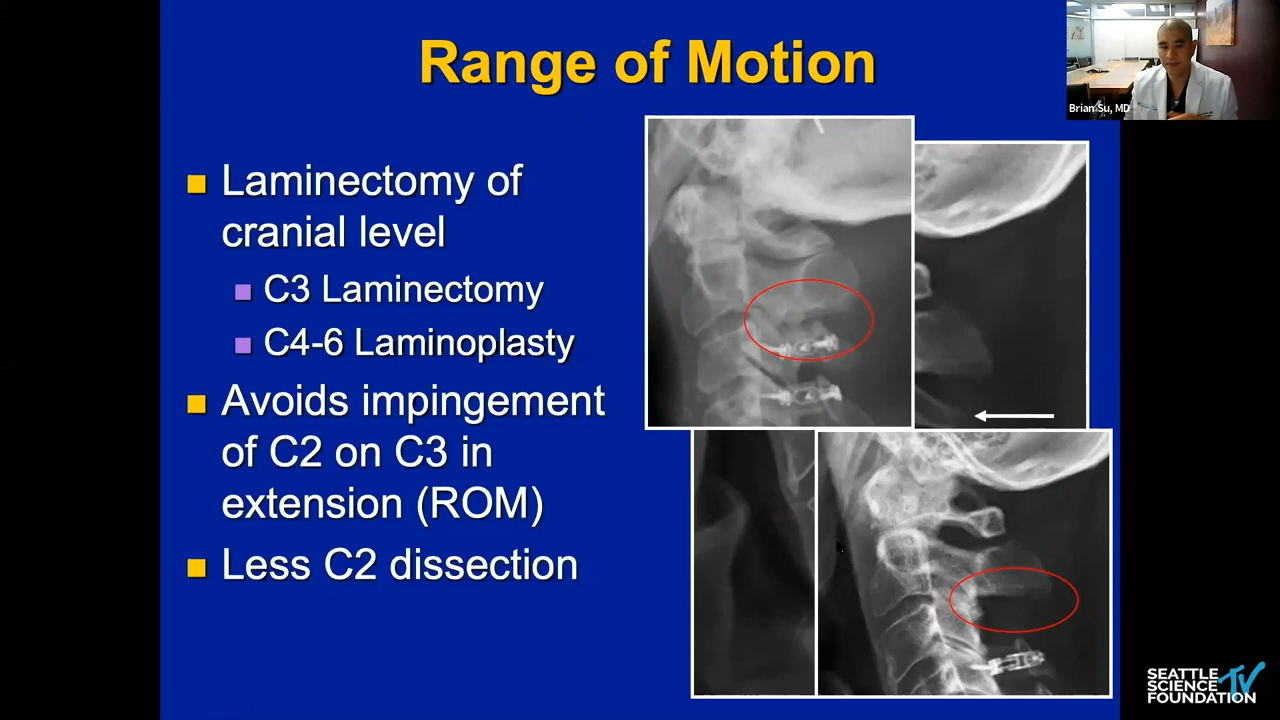 Range of Motion
Laminectomy of
cranial level
C3 Laminectomy
C4-6 Laminoplasty
Avoids impingement
of C2 on C3 in
extension (ROM)
Less C2 dissection
Brian Su, MD
SEATTLE
SCIENCE
FOUNDATION
TV